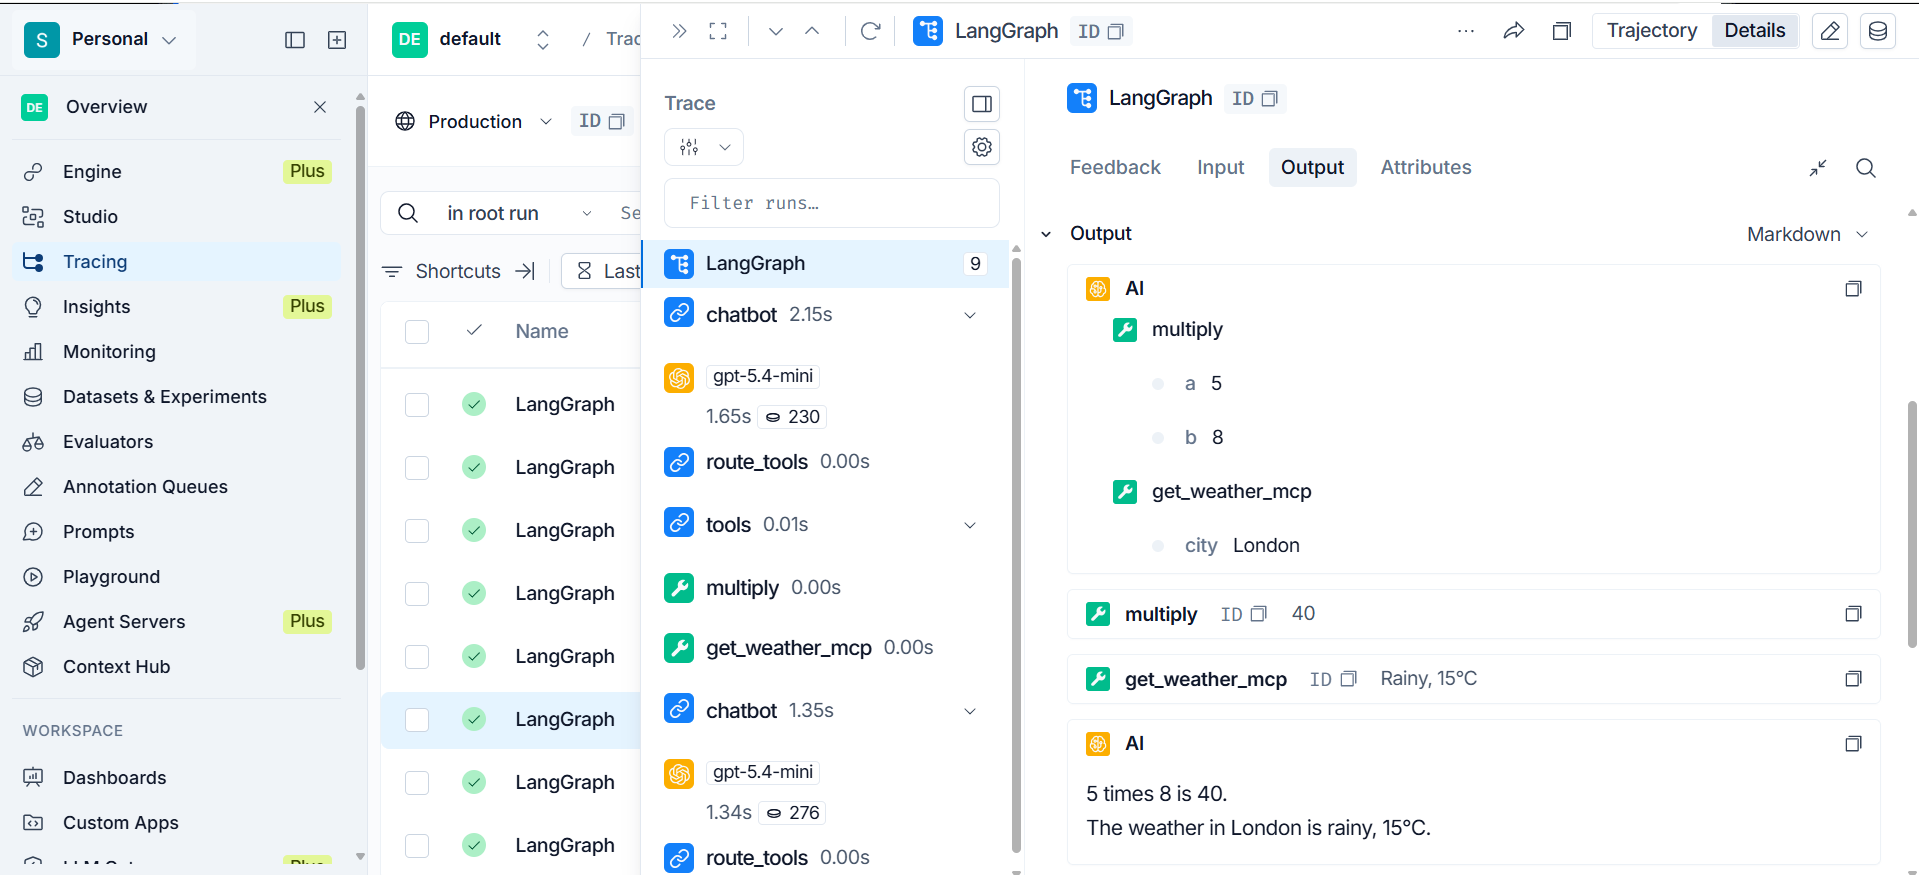 S Personal
DE Overview
Engine Plus
Studio
Tracing
Insights Plus
Monitoring
Datasets & Experiments
Evaluators
Annotation Queues
Prompts
Playground
Agent Servers Plus
Context Hub
WORKSPACE
Dashboards
Custom Apps
DE default /
Production ID
in root run
Shortcuts Last
Name
LangGraph
LangGraph
LangGraph
LangGraph
LangGraph
LangGraph
LangGraph
LangGraph
LangGraph ID
Trajectory Details
Trace
Filter runs…
LangGraph 9
chatbot 2.15s
gpt-5.4-mini
1.65s 230
route_tools 0.00s
tools 0.01s
multiply 0.00s
get_weather_mcp 0.00s
chatbot 1.35s
gpt-5.4-mini
1.34s 276
route_tools 0.00s
LangGraph ID
Feedback Input Output Attributes
Output Markdown
AI
multiply
a 5
b 8
get_weather_mcp
city London
multiply ID 40
get_weather_mcp ID Rainy, 15°C
AI
5 times 8 is 40.
The weather in London is rainy, 15°C.